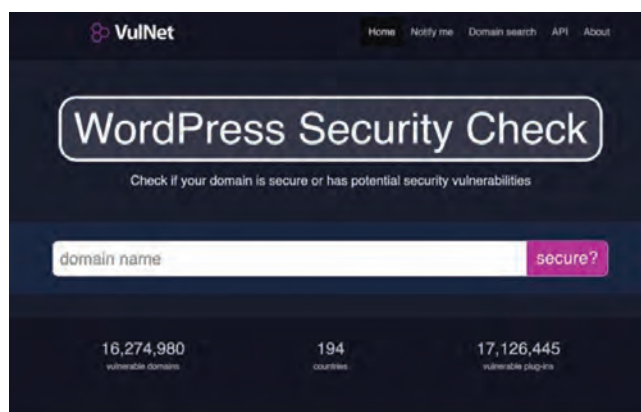 VulNet
Home Notify me Domain search API About
WordPress Security Check
Check if your domain is secure or has potential security vulnerabilities
domain name secure?
16,274,980 194 17,126,445
vulnerable domains countries vulnerable plug-ins